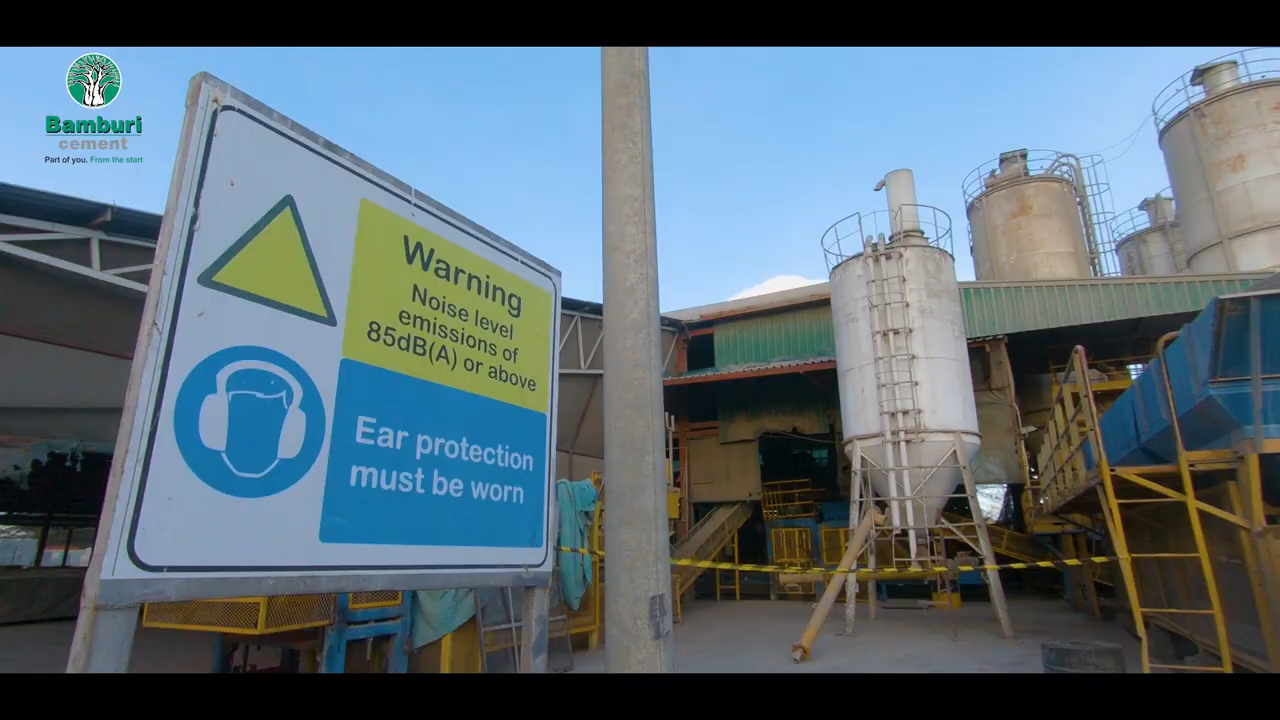 Bamburi
cement
Part of you. From the start
Warning
Noise level
emissions of
85dB(A) or above
Ear protection
must be worn